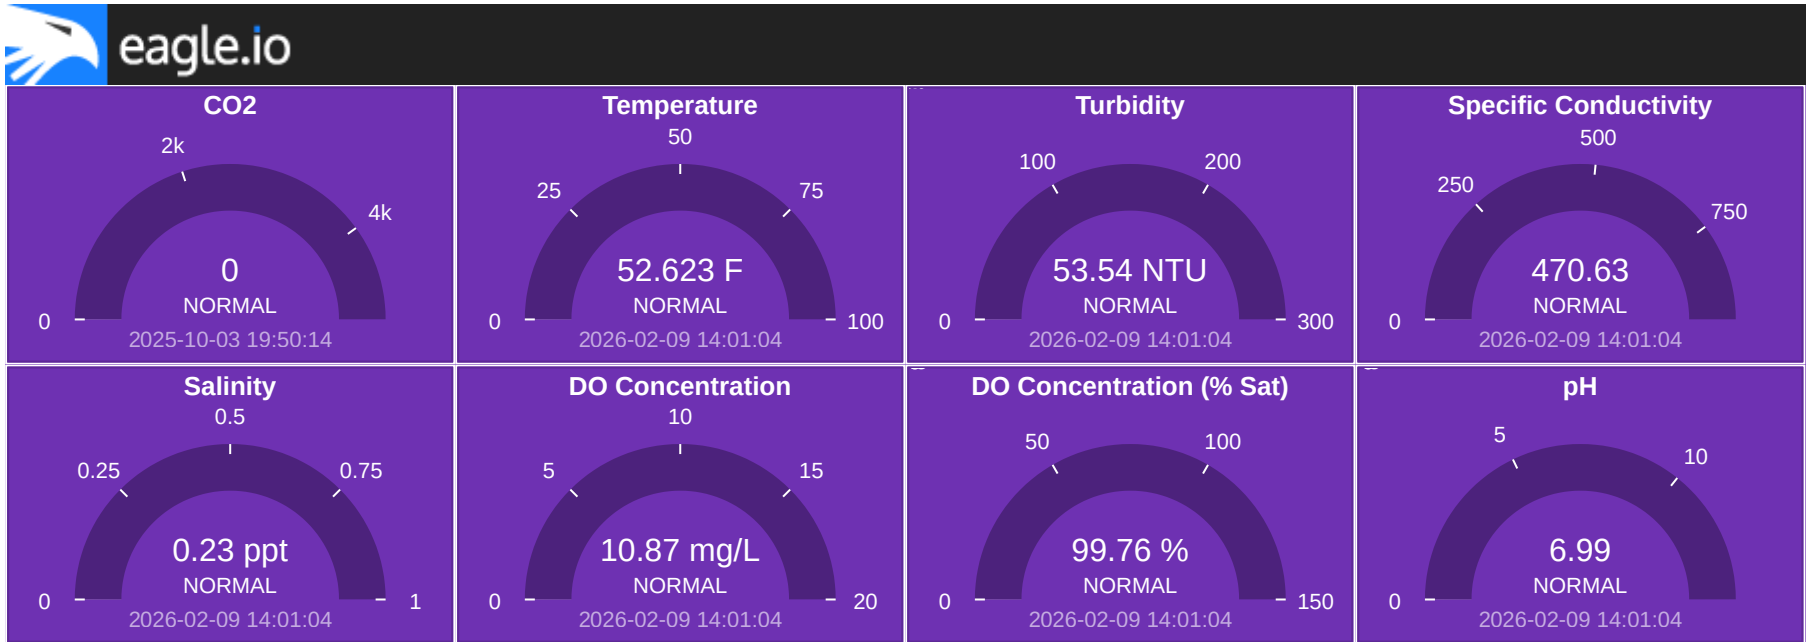 eagle.io
CO2
2k
4k
0
0
NORMAL
2025-10-03 19:50:14
Temperature
50
25
75
52.623 F
NORMAL
0
100
2026-02-09 14:01:04
Turbidity
100
200
53.54 NTU
NORMAL
0
300
2026-02-09 14:01:04
Specific Conductivity
500
250
750
470.63
NORMAL
0
2026-02-09 14:01:04
Salinity
0.5
0.25
0.75
0.23 ppt
NORMAL
0
1
2026-02-09 14:01:04
DO Concentration
10
5
15
10.87 mg/L
NORMAL
0
20
2026-02-09 14:01:04
DO Concentration (% Sat)
50
100
99.76 %
NORMAL
0
150
2026-02-09 14:01:04
pH
5
10
6.99
NORMAL
0
2026-02-09 14:01:04